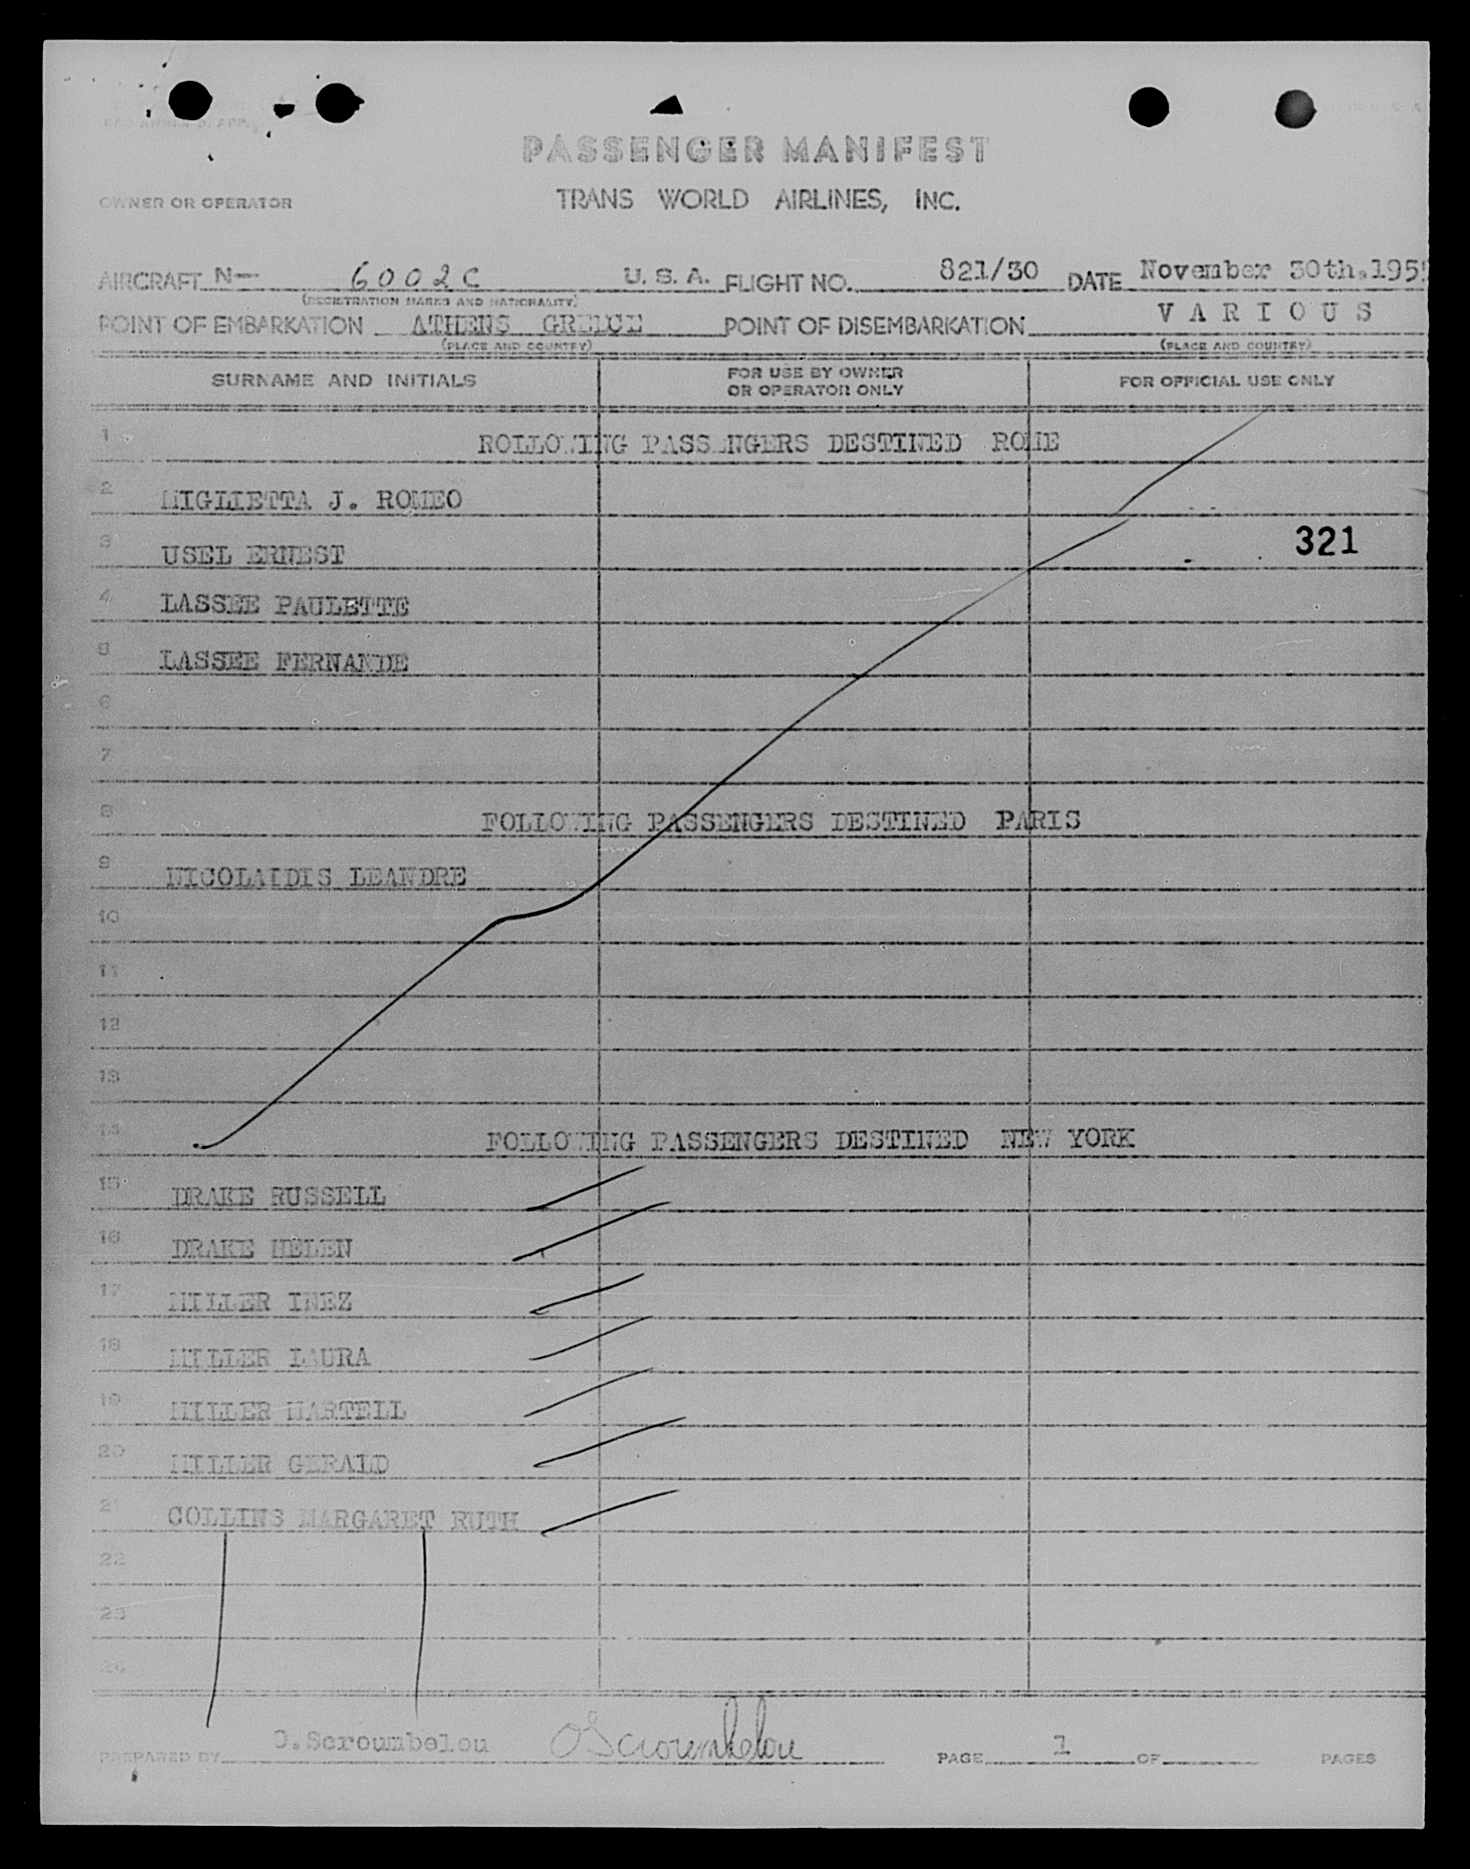 PASSENGER MANIFEST
OWNER OR OPERATOR TRANS WORLD AIRLINES, INC.
AIRCRAFT N- 6002C U. S. A. FLIGHT NO. 821/30 DATE November 30th.195
(REGISTRATION MARKS AND NATIONALITY)
POINT OF EMBARKATION ATHENS GREECE POINT OF DISEMBARKATION V A R I O U S
(PLACE AND COUNTRY) (PLACE AND COUNTRY)
SURNAME AND INITIALS FOR USE BY OWNER OR OPERATOR ONLY FOR OFFICIAL USE ONLY
1 FOLLOWING PASSENGERS DESTINED ROME
2 MIGLIETTA J. ROMEO
3 USEL ERNEST 321
4 LASSEE PAULETTE
5 LASSEE FERNANDE
6
7
8 FOLLOWING PASSENGERS DESTINED PARIS
9 NICOLAIDIS LEANDRE
10
11
12
13
14 FOLLOWING PASSENGERS DESTINED NEW YORK
15 DRAKE RUSSELL
16 DRAKE HELEN
17 MILLER INEZ
18 MILLER LAURA
19 MILLER MARTELL
20 MILLER GERALD
21 COLLINS MARGARET RUTH
22
23
24
PREPARED BY O.Scroumbelou OScroumbelou PAGE 1 OF PAGES